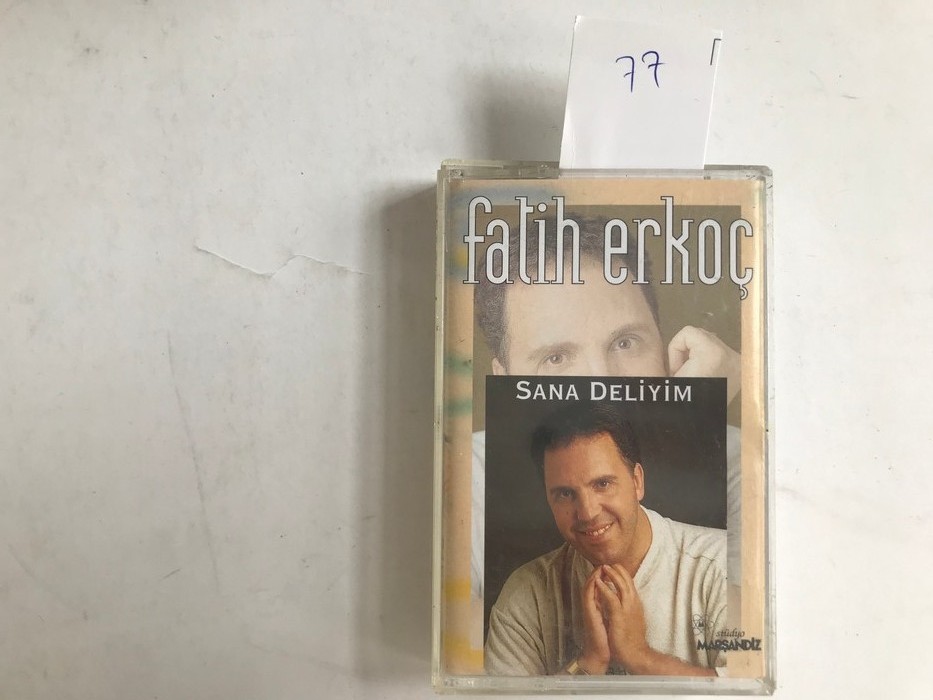 77
fatih erkoç
SANA DELİYİM
stüdyo
MARŞANDİZ